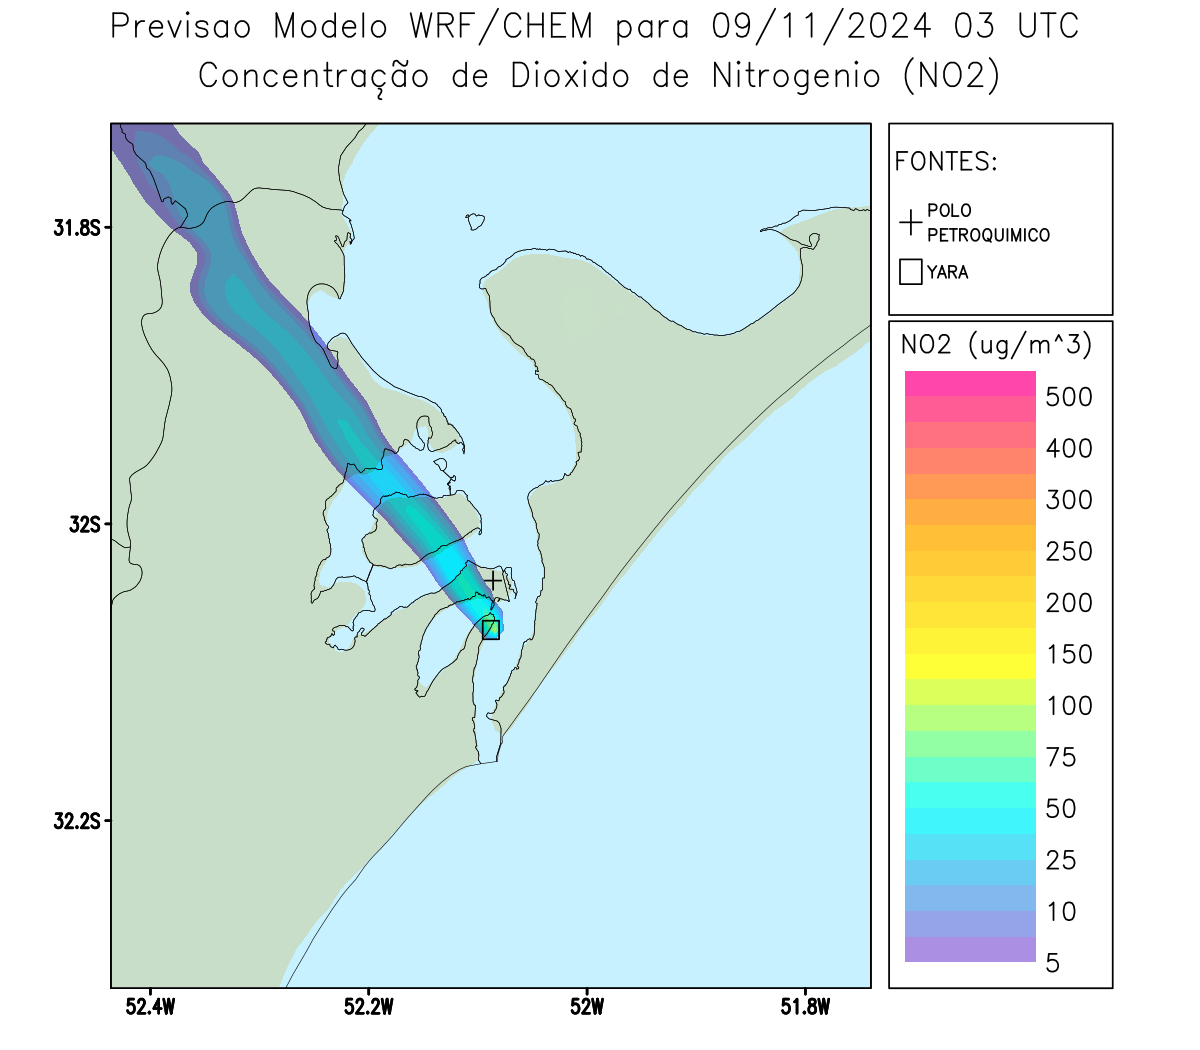 Previsao Modelo WRF/CHEM para 09/11/2024 03 UTC
Concentração de Dioxido de Nitrogenio (NO2)
FONTES:
POLO
PETROQUIMICO
YARA
NO2 (ug/m^3)
500
400
300
250
200
150
100
75
50
25
10
5
31.8S
32S
32.2S
52.4W
52.2W
52W
51.8W